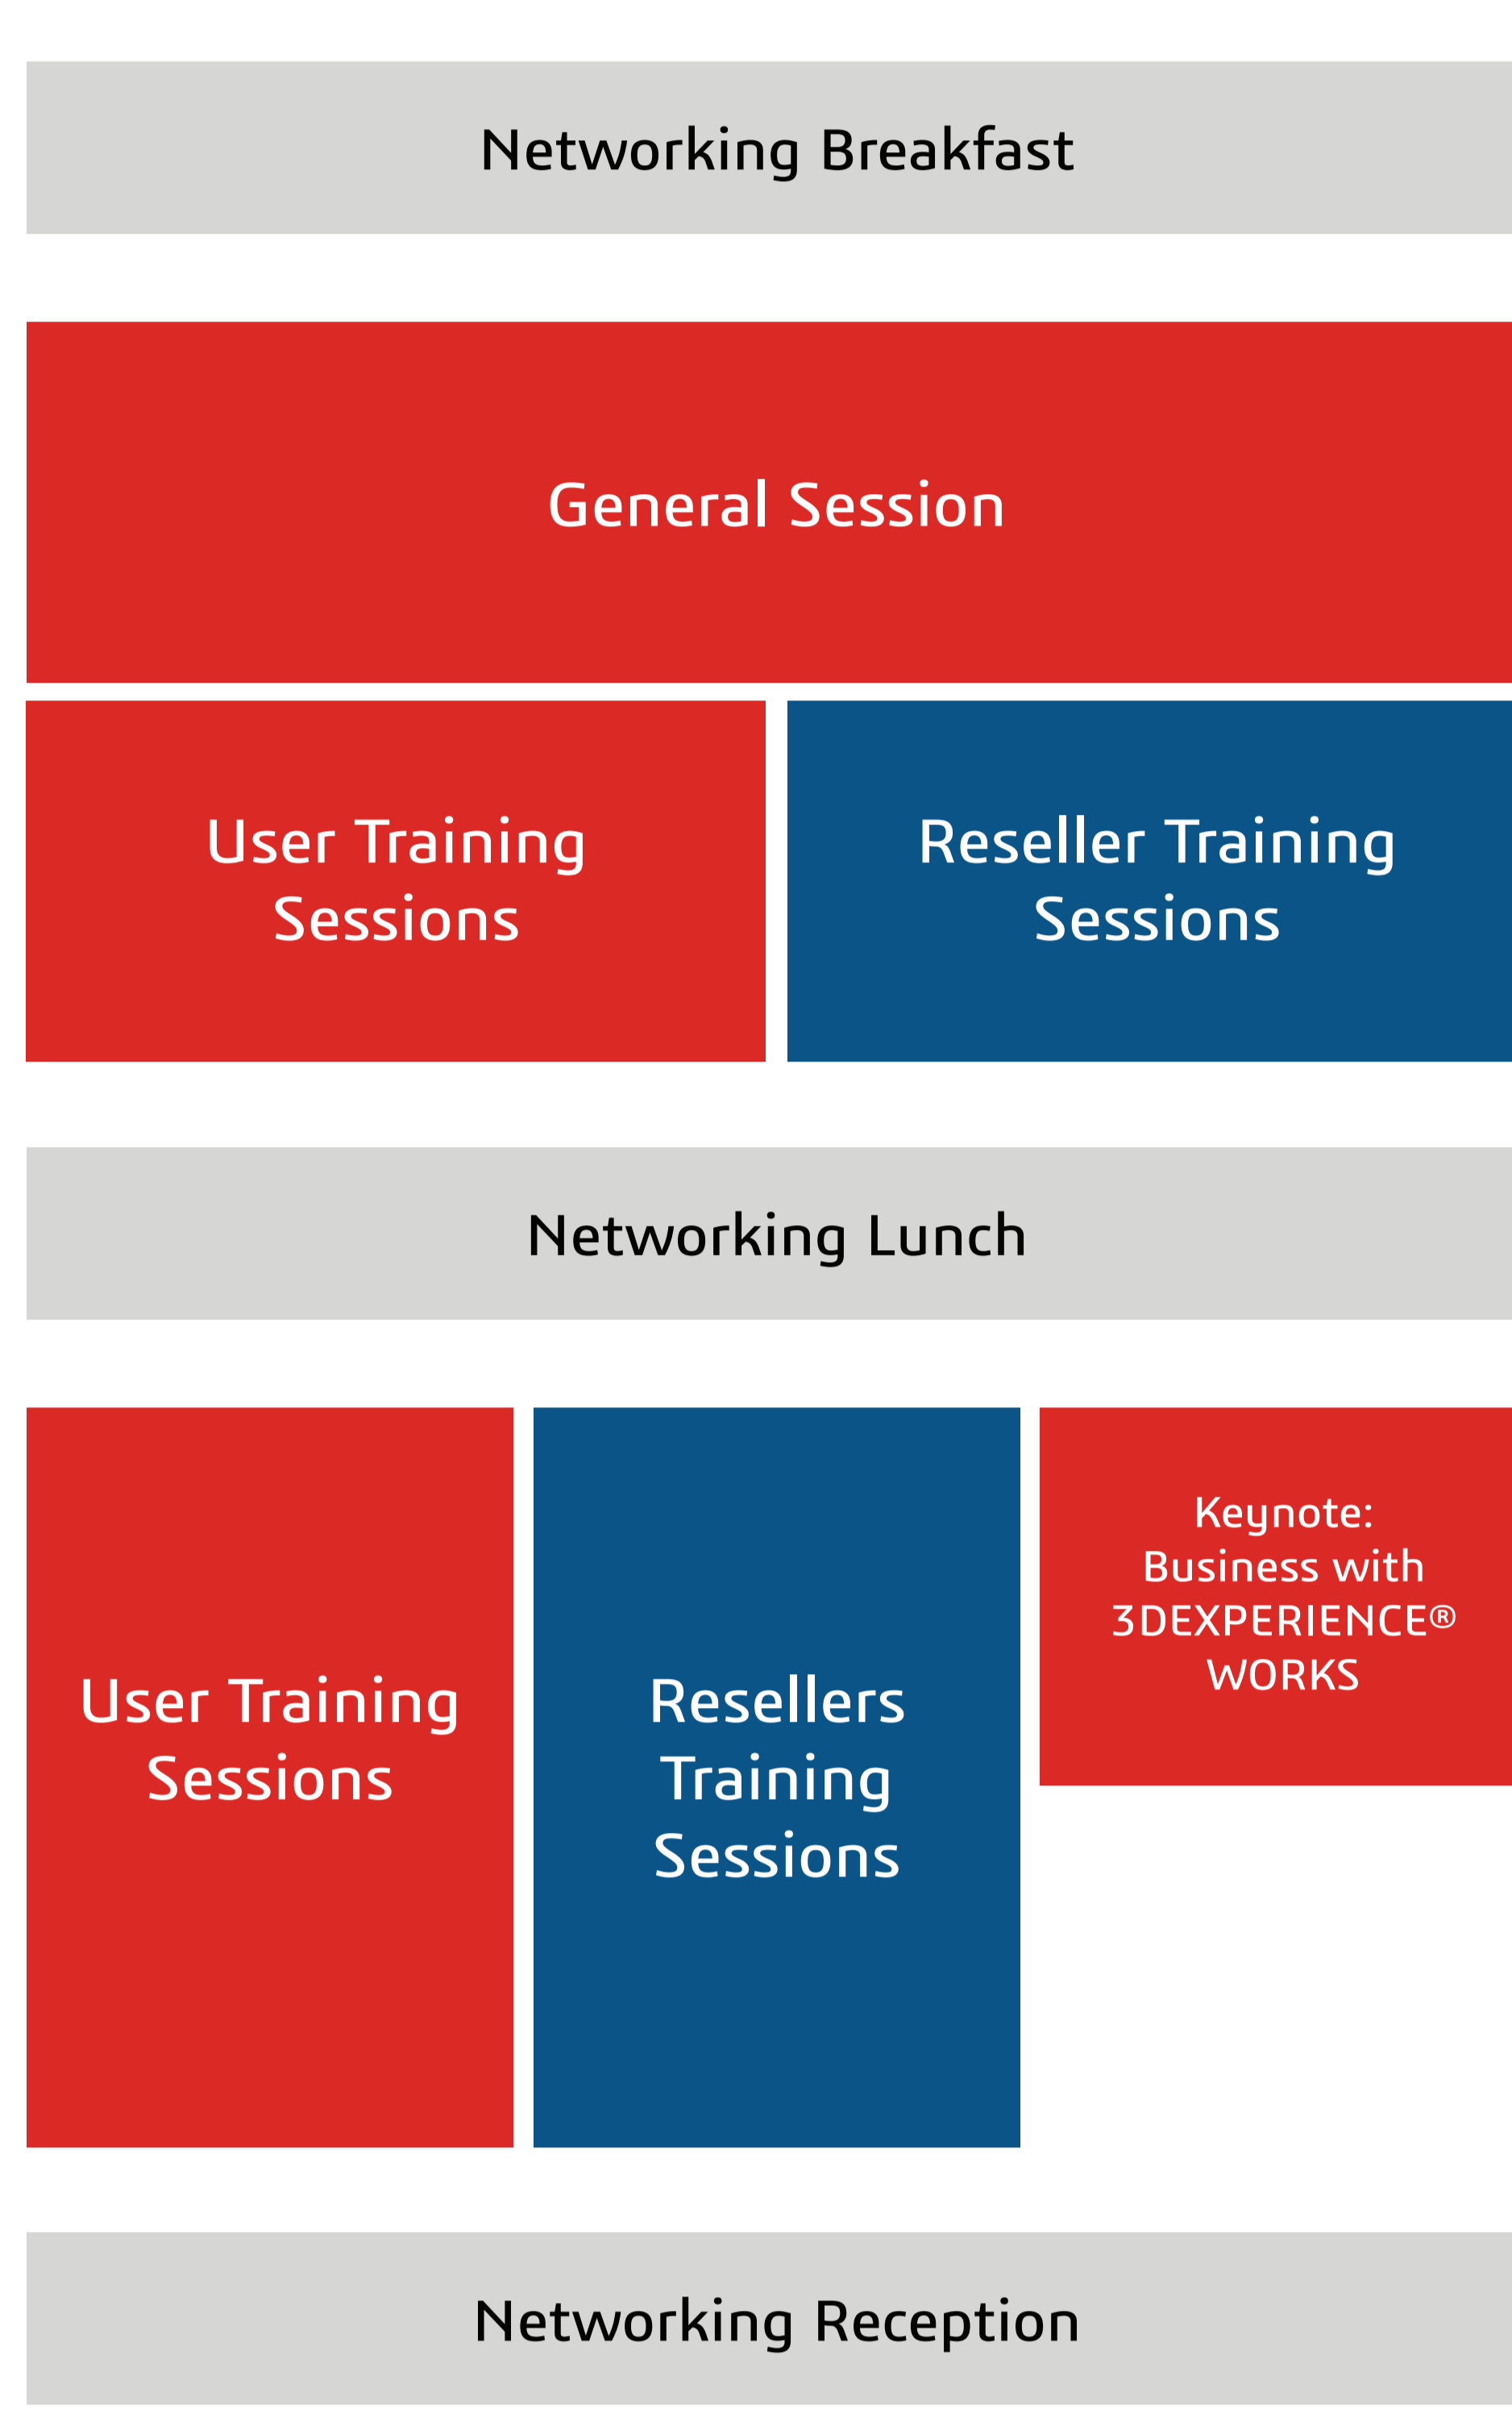 Networking Breakfast
General Session
User Training
Sessions
Reseller Training
Sessions
Networking Lunch
User Training
Sessions
Resellers
Training
Sessions
Keynote:
Business with
3DEXPERIENCE®
WORKS
Networking Reception